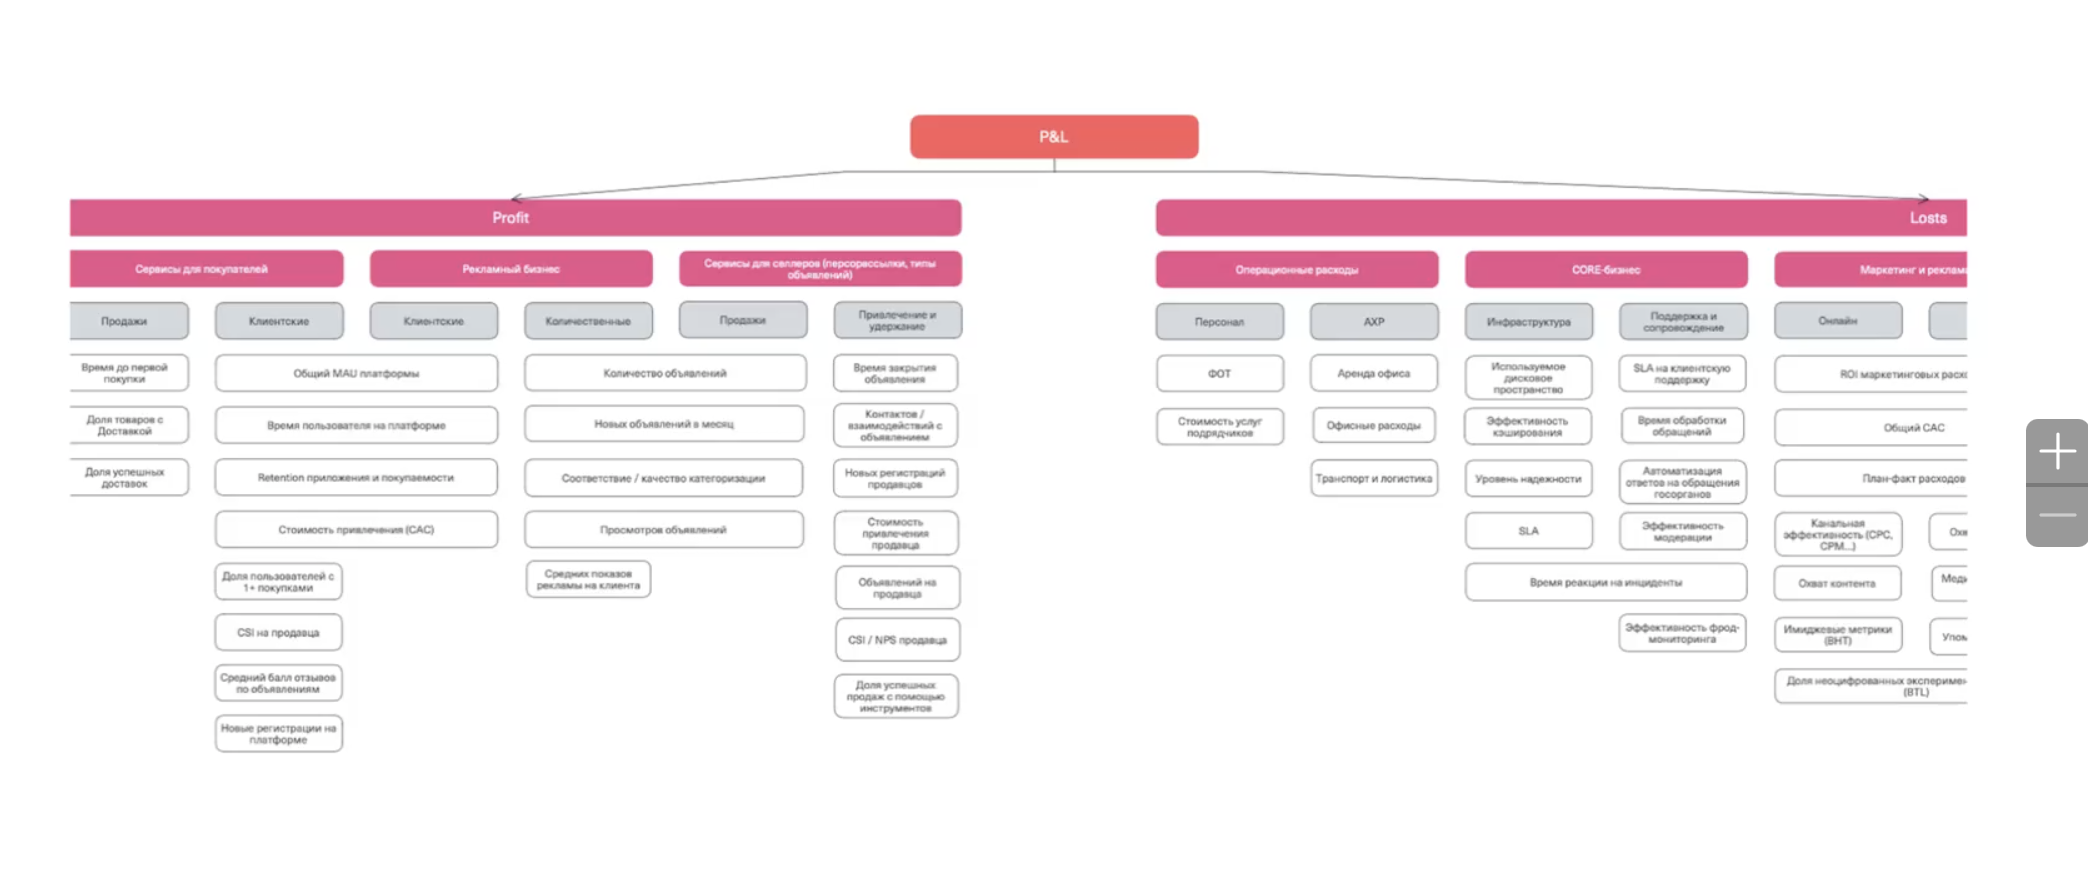 P&L
Profit
Losts
Сервисы для покупателей
Рекламный бизнес
Сервисы для селлеров (персорассылки, типы
объявлений)
Операционные расходы
CORE-бизнес
Маркетинг и реклам
Продажи
Клиентские
Клиентские
Количественные
Продажи
Привлечение и
удержание
Персонал
АХР
Инфраструктура
Поддержка и
сопровождение
Онлайн
Время до первой
покупки
Общий MAU платформы
Количество объявлений
Время закрытия
объявления
ФОТ
Аренда офиса
Используемое
дисковое
пространство
SLA на клиентскую
поддержку
ROI маркетинговых расхо
Доля товаров с
Доставкой
Время пользователя на платформе
Новых объявлений в месяц
Контактов /
взаимодействий с
объявлением
Стоимость услуг
подрядчиков
Офисные расходы
Эффективность
кэширования
Время обработки
обращений
Общий CAC
Доля успешных
доставок
Retention приложения и покупаемости
Соответствие / качество категоризации
Новых регистраций
продавцов
Транспорт и логистика
Уровень надежности
Автоматизация
ответов на обращения
госорганов
План-факт расходов
Стоимость привлечения (CAC)
Просмотров объявлений
Стоимость
привлечения
продавца
SLA
Эффективность
модерации
Канальная
эффективность (CPC,
CPM...)
Охв
Доля пользователей с
1+ покупками
Средних показов
рекламы на клиента
Объявлений на
продавца
Время реакции на инциденты
Охват контента
Меди
CSI на продавца
CSI / NPS продавца
Эффективность фрод-
мониторинга
Имиджевые метрики
(BHT)
Упом
Средний балл отзывов
по объявлениям
Доля успешных
продаж с помощью
инструментов
Доля неоцифрованных эксперимен
(BTL)
Новые регистрации на
платформе